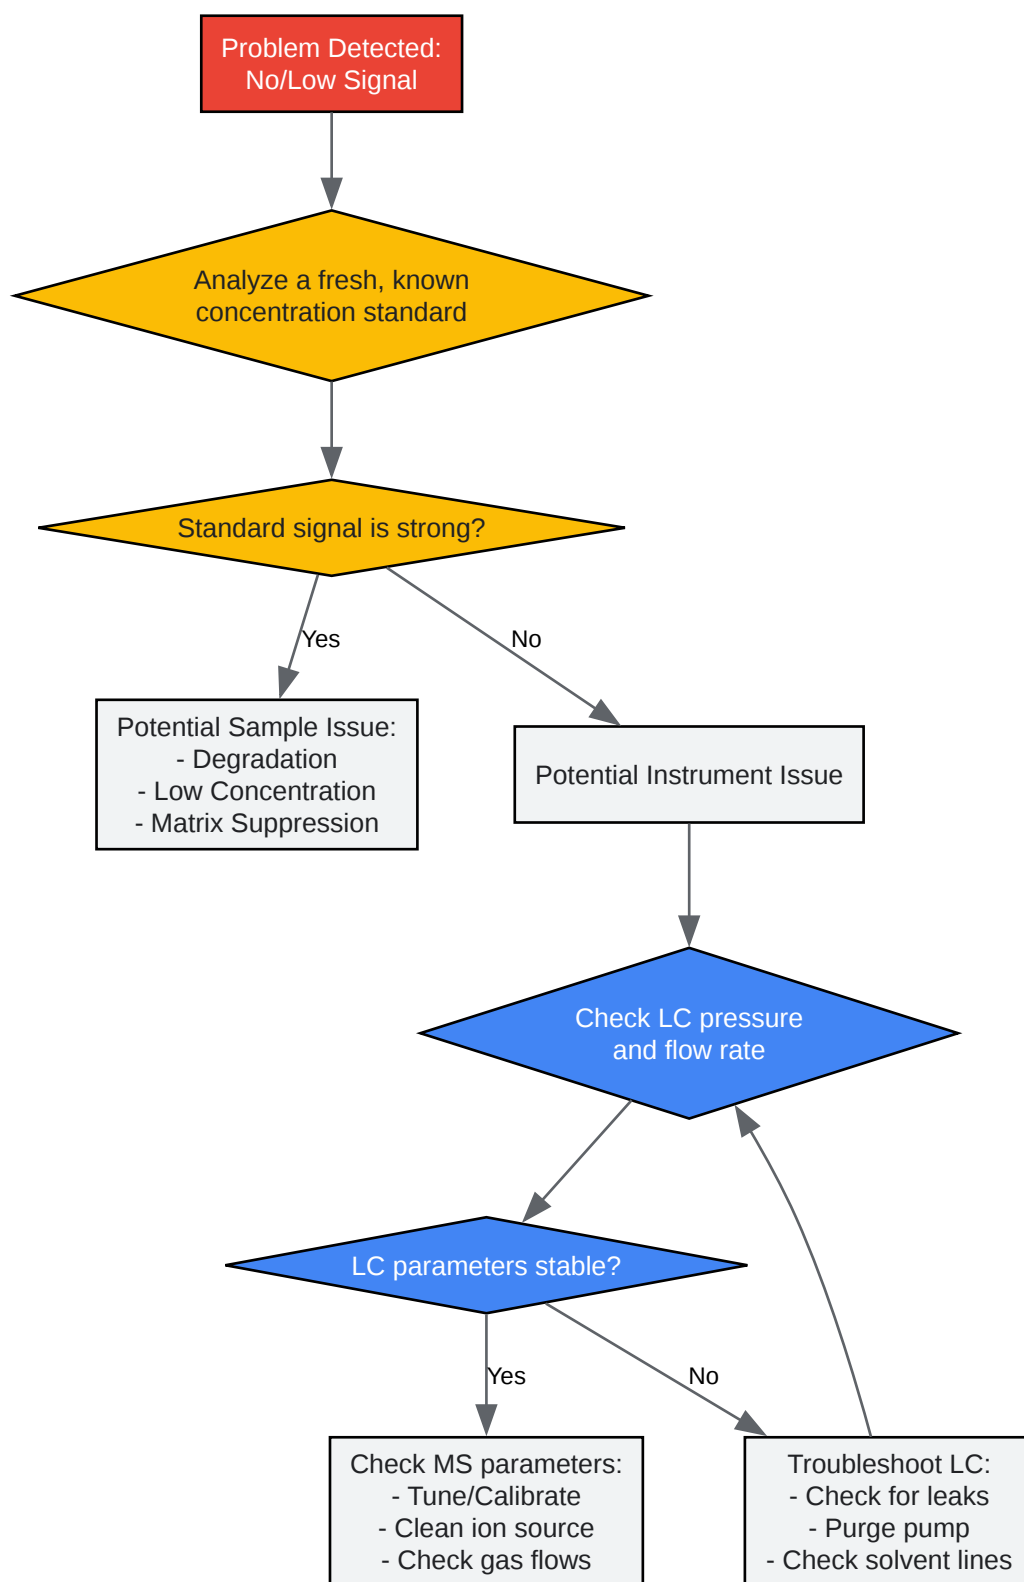 Problem Detected:
No/Low Signal
Analyze a fresh, known
concentration standard
Standard signal is strong?
Yes
No
Potential Sample Issue:
- Degradation
- Low Concentration
- Matrix Suppression
Potential Instrument Issue
Check LC pressure
and flow rate
LC parameters stable?
Yes
No
Check MS parameters:
- Tune/Calibrate
- Clean ion source
- Check gas flows
Troubleshoot LC:
- Check for leaks
- Purge pump
- Check solvent lines